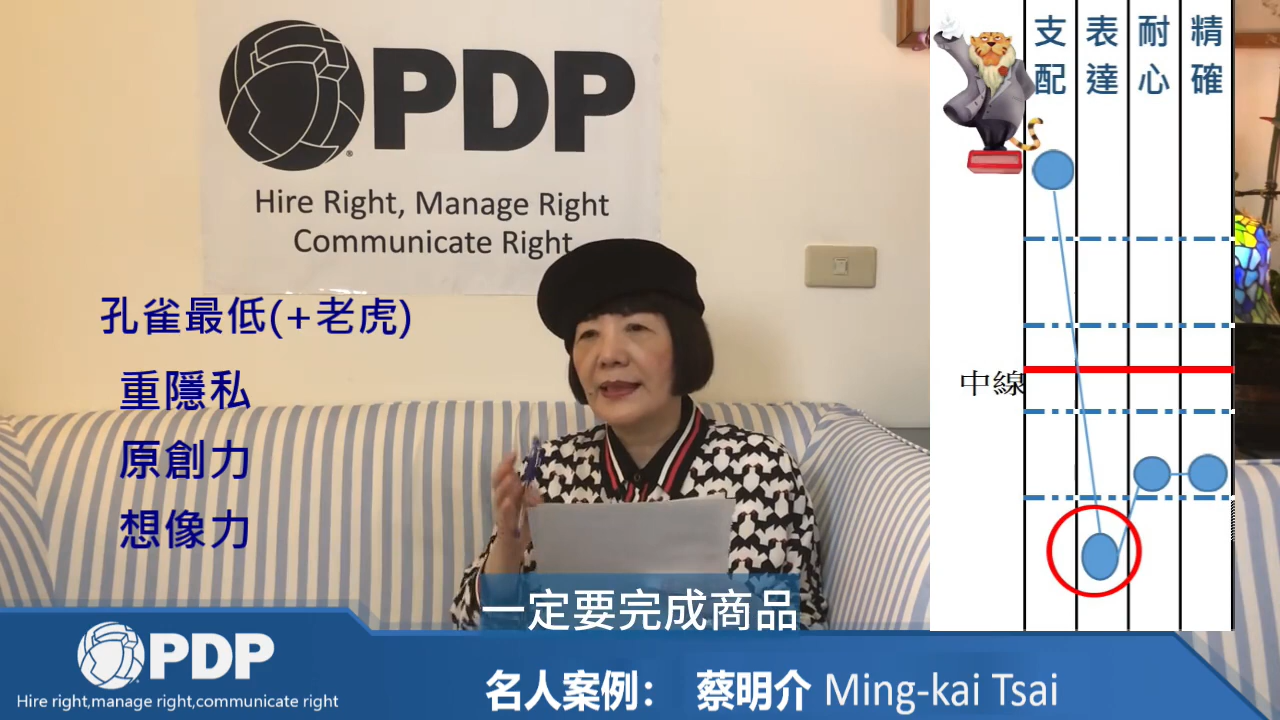 PDP
Hire Right, Manage Right
Communicate Right
支配
表達
耐心
精確
中線
孔雀最低(+老虎)
重隱私
原創力
想像力
一定要完成商品
PDP
Hire right,manage right,communicate right
名人案例： 蔡明介 Ming-kai Tsai